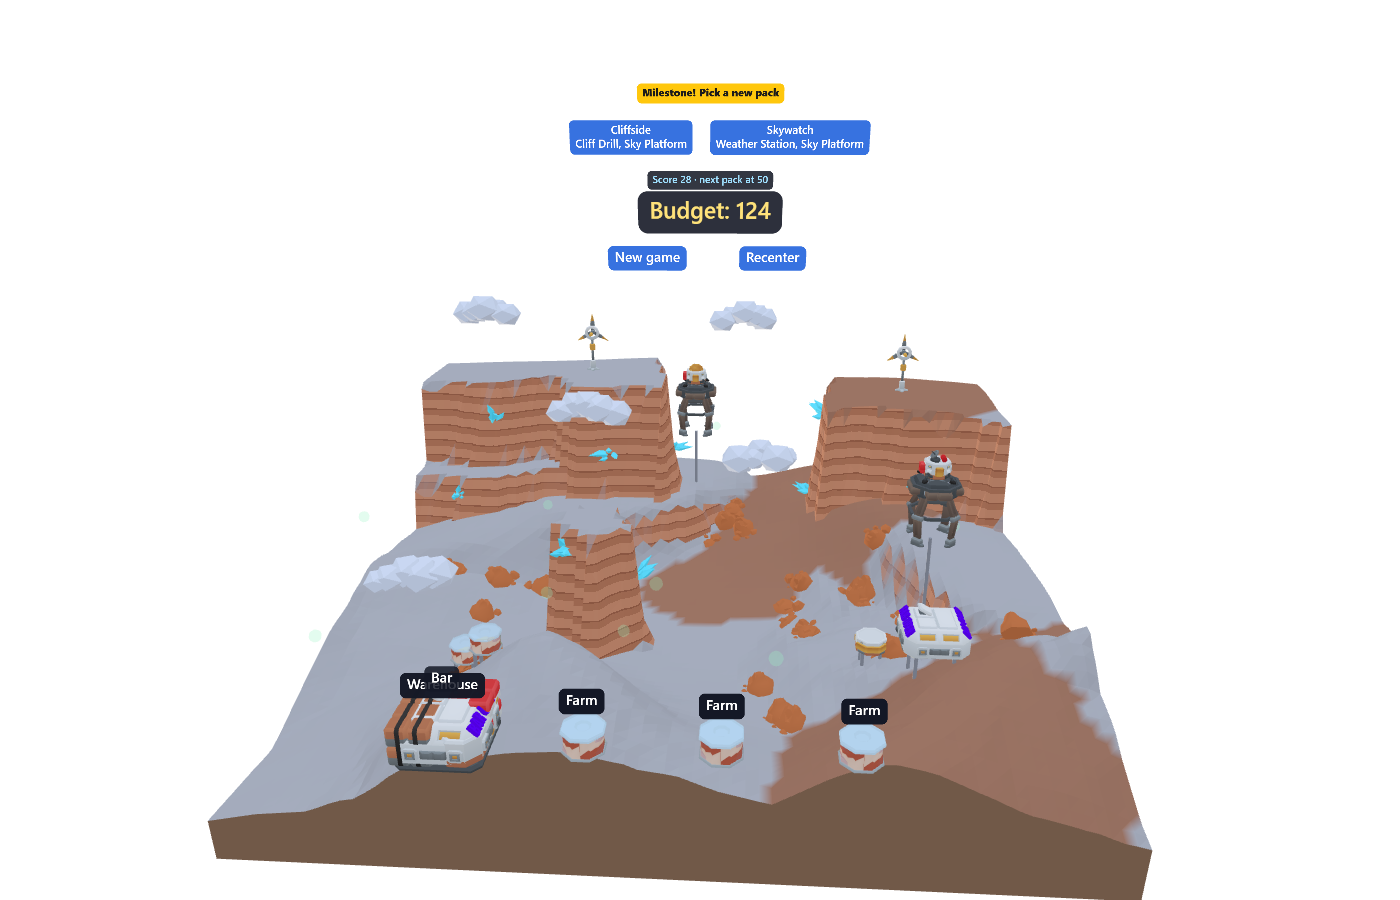 Milestone! Pick a new pack
Cliffside
Cliff Drill, Sky Platform
Skywatch
Weather Station, Sky Platform
Score 28 · next pack at 50
Budget: 124
New game
Recenter
Bar
Warehouse
Farm
Farm
Farm